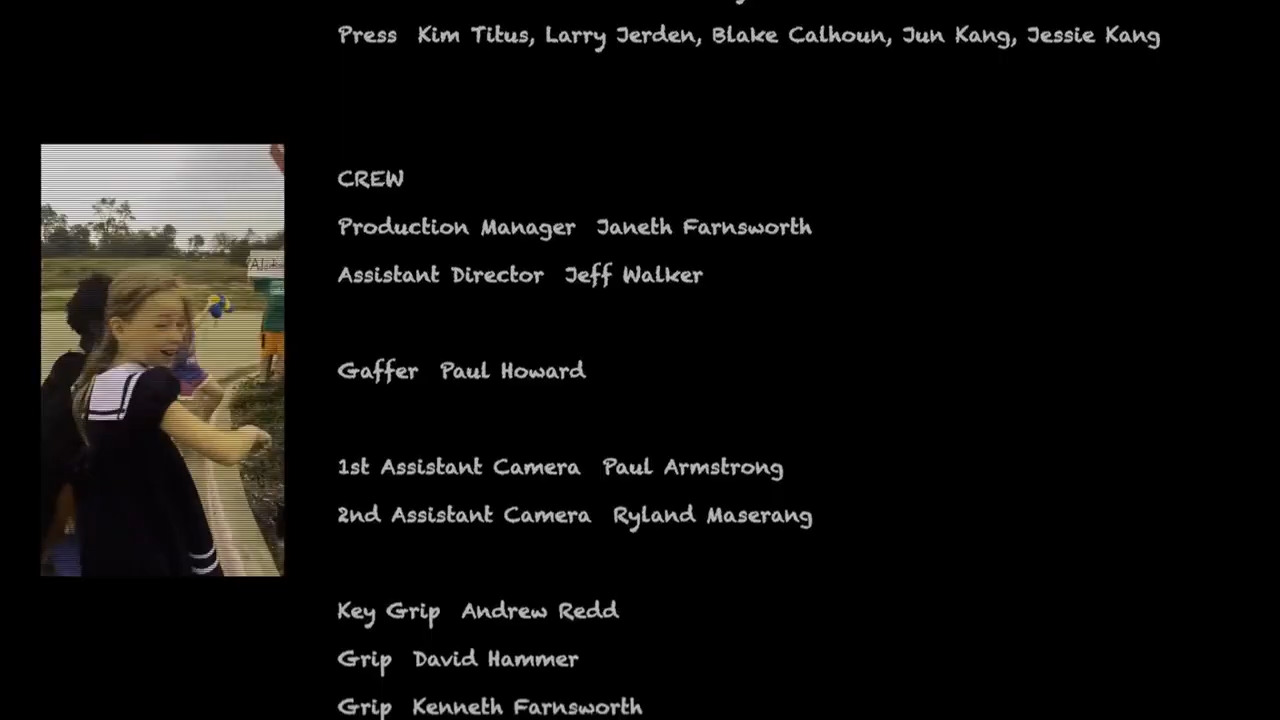 Press Kim Titus, Larry Jerden, Blake Calhoun, Jun Kang, Jessie Kang
CREW
Production Manager Janeth Farnsworth
Assistant Director Jeff Walker
Gaffer Paul Howard
1st Assistant Camera Paul Armstrong
2nd Assistant Camera Ryland Maserang
Key Grip Andrew Redd
Grip David Hammer
Grip Kenneth Farnsworth